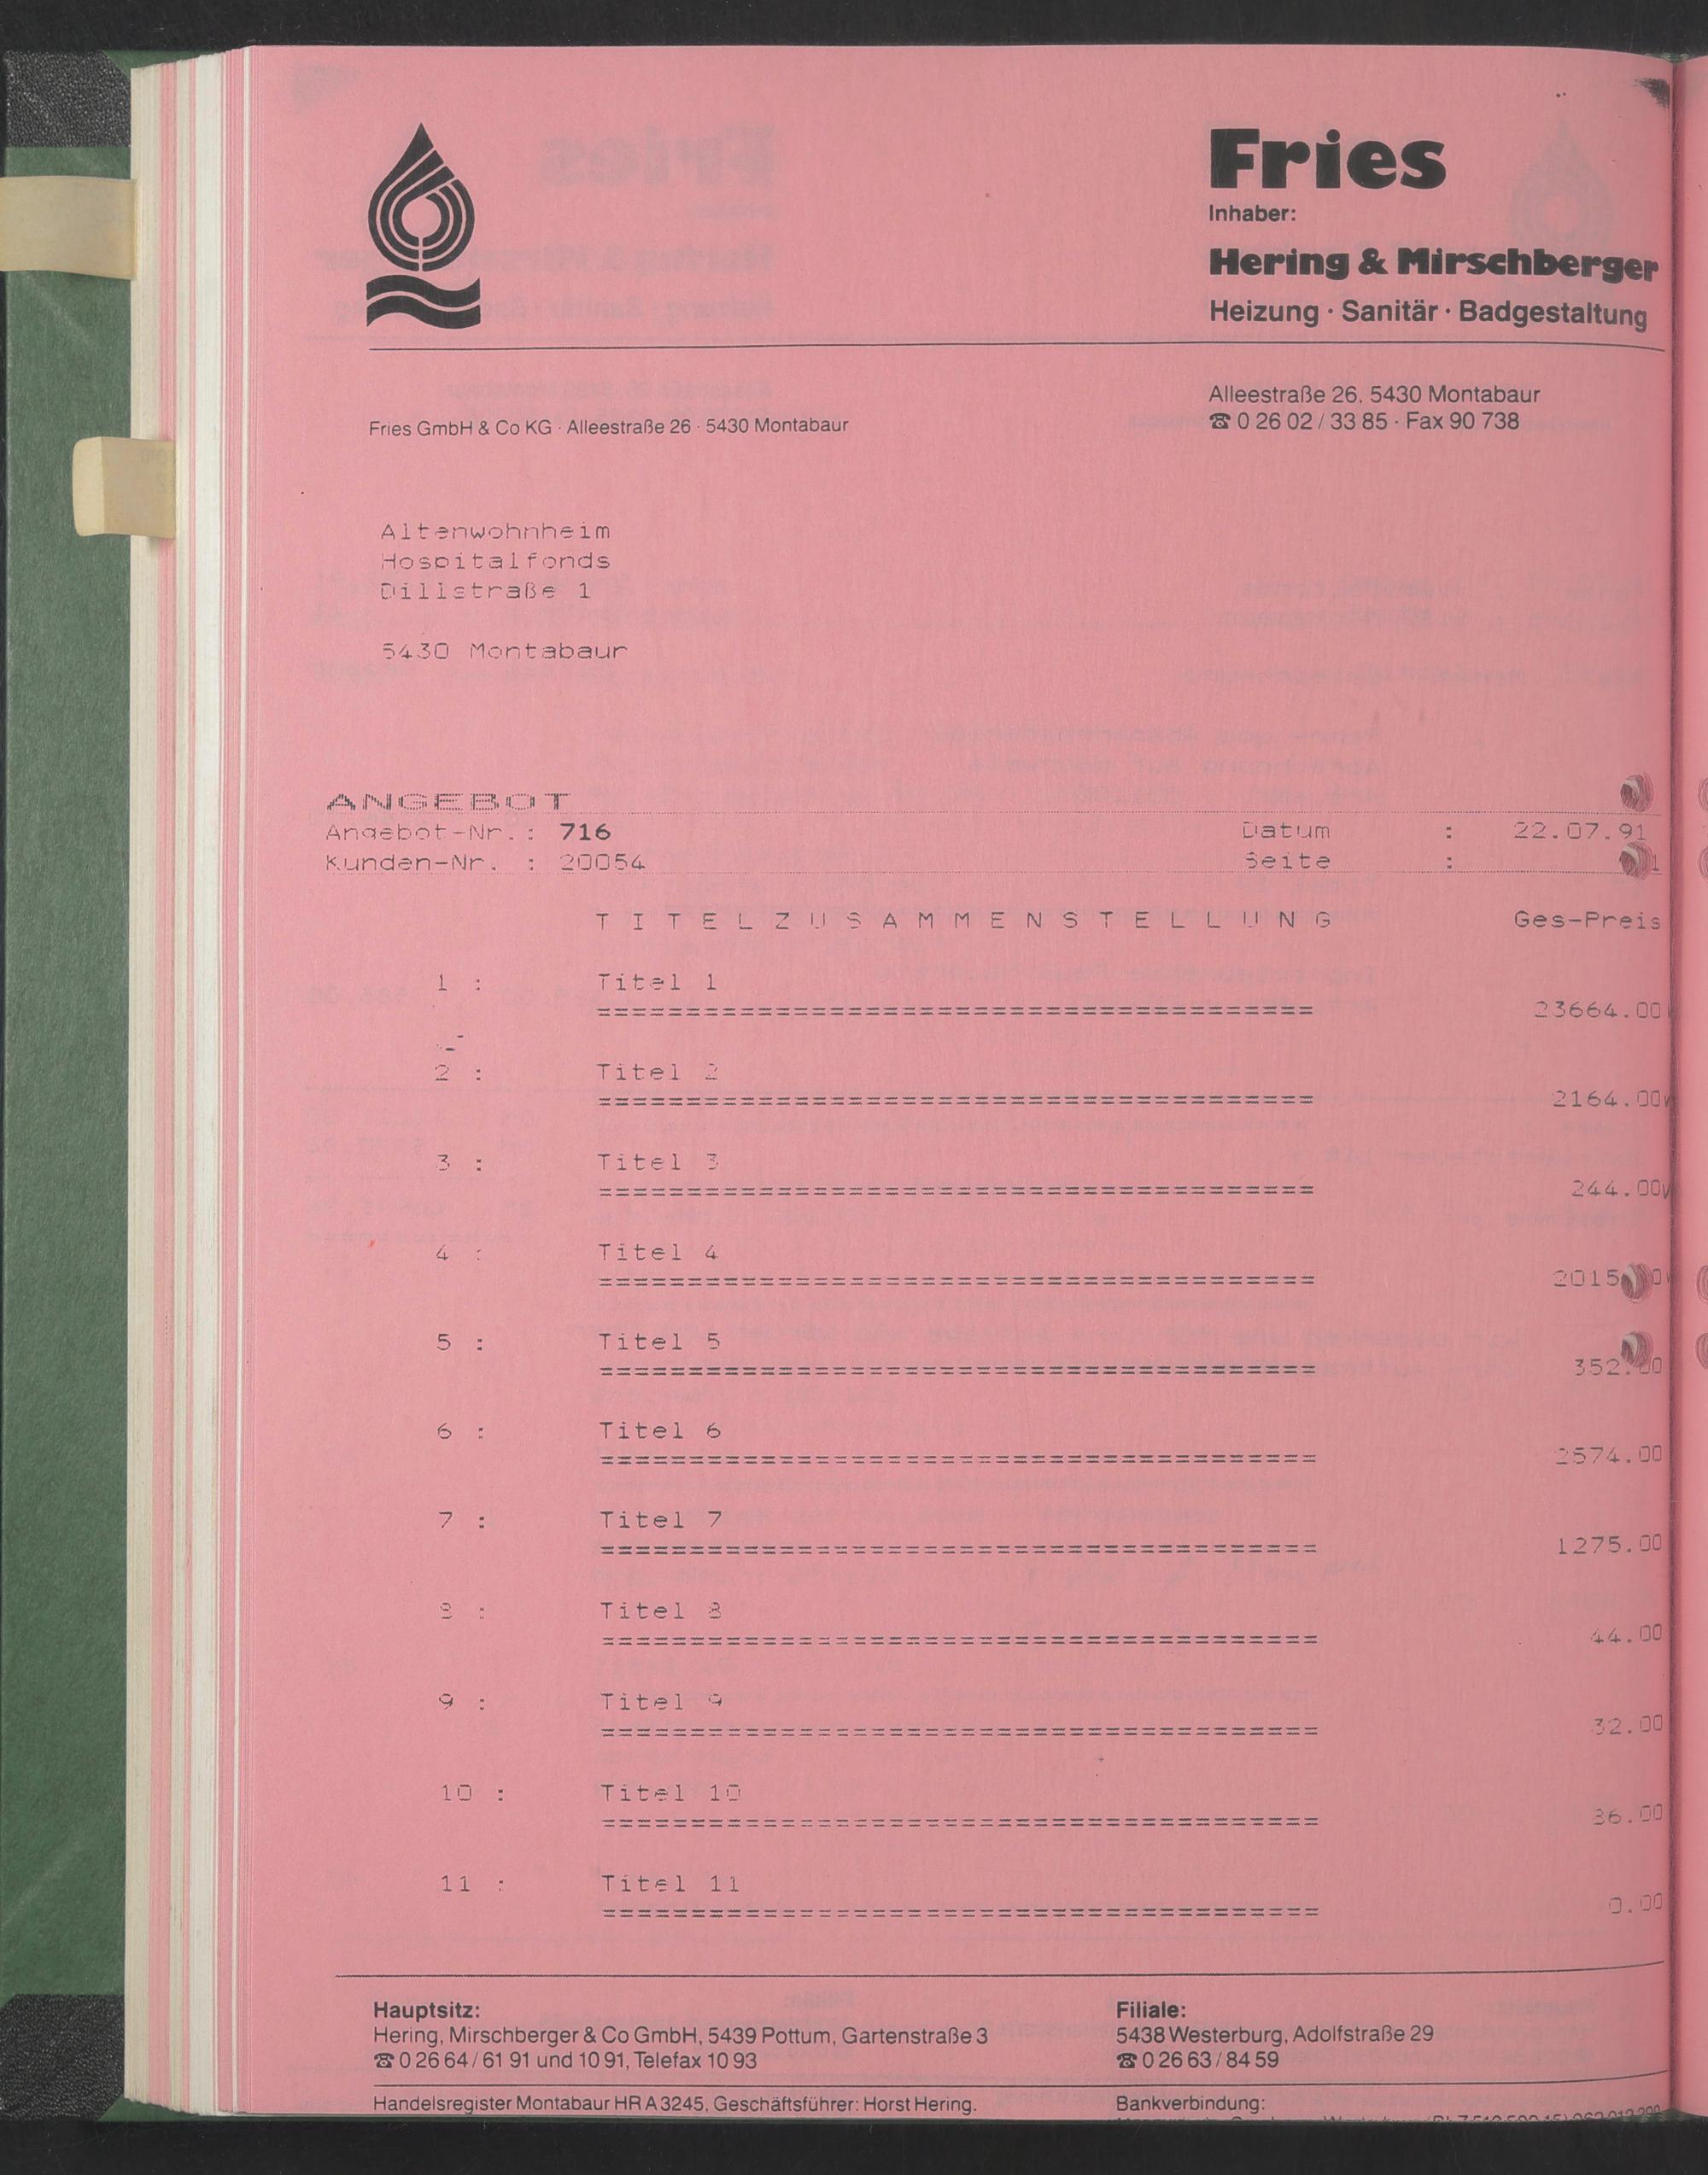 Fries
Inhaber:
Hering & Mirschberger
Heizung · Sanitär · Badgestaltung
Alleestraße 26, 5430 Montabaur
☎ 0 26 02 / 33 85 · Fax 90 738
Fries GmbH & Co KG · Alleestraße 26 · 5430 Montabaur
Altenwohnheim
Hospitalfonds
Dillstraße 1
5430 Montabaur
ANGEBOT
Angebot-Nr. : 716 Datum : 22.07.91
Kunden-Nr. : 20054 Seite : 1
TITELZUSAMMENSTELLUNG Ges-Preis
1 : Titel 1
======================================== 23664.00
2 : Titel 2
======================================== 2164.00
3 : Titel 3
======================================== 244.00
4 : Titel 4
======================================== 2015
5 : Titel 5
======================================== 352.00
6 : Titel 6
======================================== 2574.00
7 : Titel 7
======================================== 1275.00
8 : Titel 8
======================================== 44.00
9 : Titel 9
======================================== 32.00
10 : Titel 10
======================================== 36.00
11 : Titel 11
======================================== 0.00
Hauptsitz:
Hering, Mirschberger & Co GmbH, 5439 Pottum, Gartenstraße 3
☎ 0 26 64 / 61 91 und 10 91, Telefax 10 93
Filiale:
5438 Westerburg, Adolfstraße 29
☎ 0 26 63 / 84 59
Handelsregister Montabaur HR A 3245, Geschäftsführer: Horst Hering.
Bankverbindung: